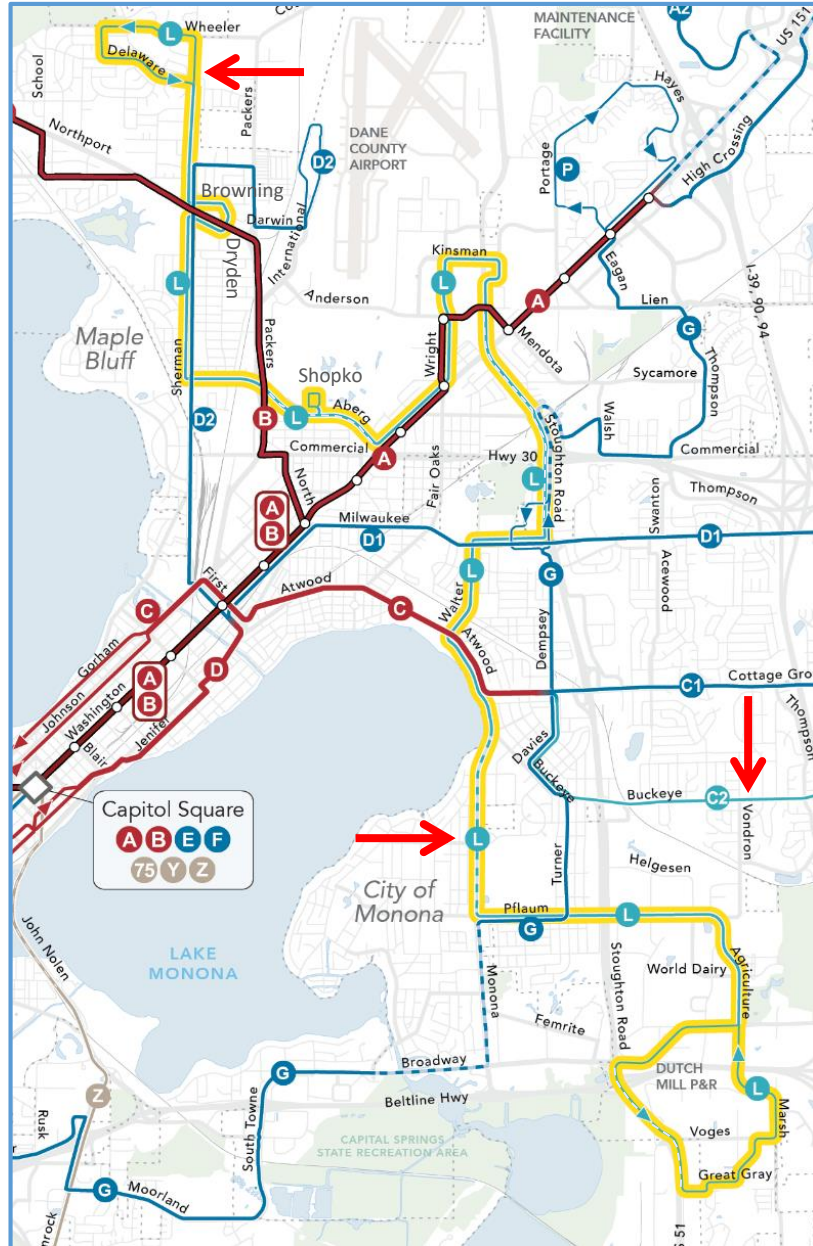 Wheeler
L
Delaware
School
Packers
Northport
MAINTENANCE
FACILITY
A2
US 151
Hayes
High Crossing
Portage
P
DANE
COUNTY
AIRPORT
D2
Browning
Darwin
International
Dryden
Kinsman
Eagan
L
L
Anderson
A
Lien
I-39, 90, 94
Mendota
G
Maple
Bluff
Packers
Wright
Sherman
Shopko
Sycamore
Thompson
Aberg
Walsh
B
L
D2
Stoughton Road
Commercial
A
Commercial
Fair Oaks
Hwy 30
L
North
Thompson
A
B
Milwaukee
D1
Swanton
D1
L
G
First
Atwood
Acewood
C
C
Walter
Dempsey
Gorham
Atwood
D
Johnson
A
B
Washington
Cottage Gro
C1
Jenifer
Blair
Davies
Thompson
Buckeye
Buckeye
C2
Capitol Square
A B E F
75 Y Z
L
Vondron
Turner
Helgesen
City of
Monona
Pflaum
G
L
John Nolen
LAKE
MONONA
Agriculture
Stoughton Road
World Dairy
Monona
Femrite
Broadway
G
DUTCH
MILL P&R
Z
Beltline Hwy
L
South Towne
Marsh
Rusk
CAPITAL SPRINGS
STATE RECREATION AREA
Voges
Great Gray
G
Moorland
nrock
S 51